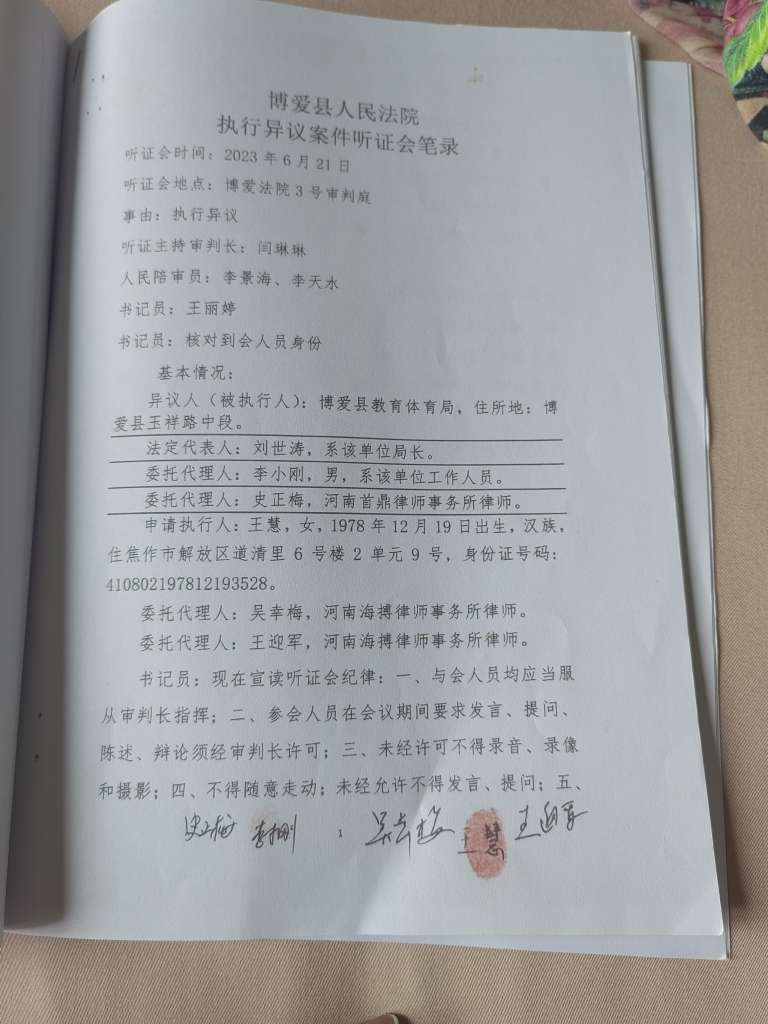 博爱县人民法院
执行异议案件听证会笔录
听证会时间：2023 年 6 月 21 日
听证会地点：博爱法院 3 号审判庭
事由：执行异议
听证主持审判长：闫琳琳
人民陪审员：李景海、李天水
书记员：王丽婷
书记员：核对到会人员身份
基本情况：
异议人（被执行人）：博爱县教育体育局，住所地：博
爱县玉祥路中段。
法定代表人：刘世涛，系该单位局长。
委托代理人：李小刚，男，系该单位工作人员。
委托代理人：史正梅，河南首鼎律师事务所律师。
申请执行人：王慧，女，1978 年 12 月 19 日出生，汉族，
住焦作市解放区道清里 6 号楼 2 单元 9 号，身份证号码：
410802197812193528。
委托代理人：吴幸梅，河南海搏律师事务所律师。
委托代理人：王迎军，河南海搏律师事务所律师。
书记员：现在宣读听证会纪律：一、与会人员均应当服
从审判长指挥；二、参会人员在会议期间要求发言、提问、
陈述、辩论须经审判长许可；三、未经许可不得录音、录像
和摄影；四、不得随意走动；未经允许不得发言、提问；五、
史正梅 李小刚 1 吴幸梅 王慧 王迎军